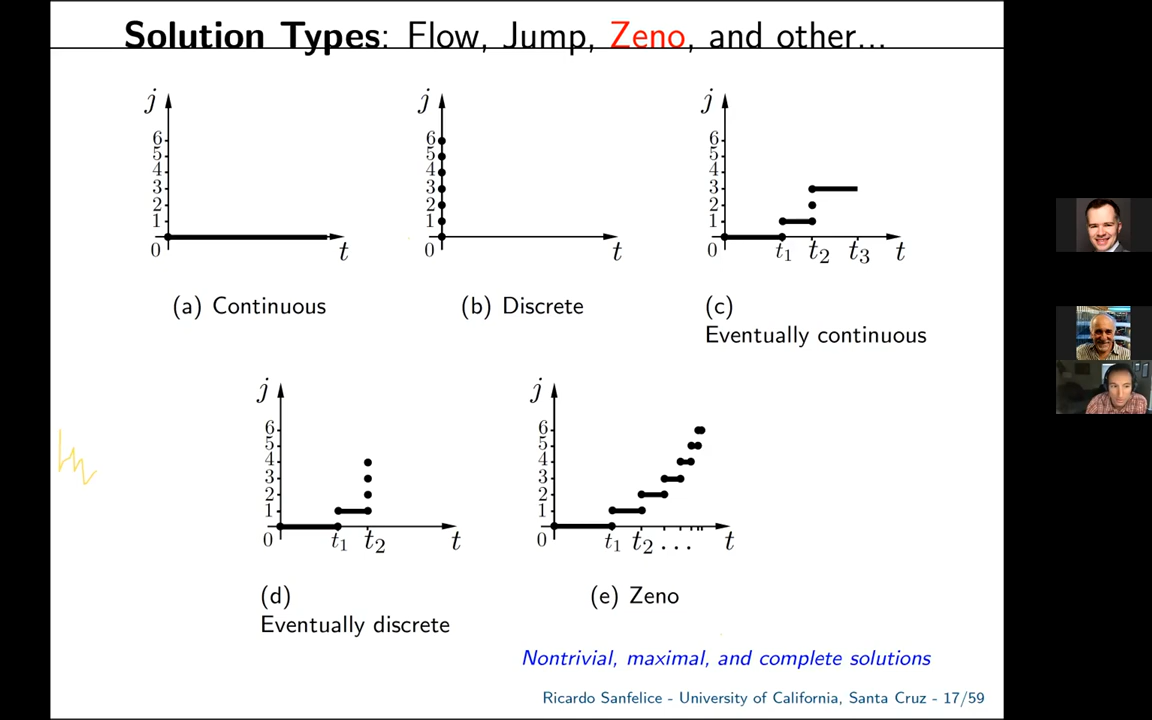 Solution Types: Flow, Jump, Zeno, and other...
j
6
5
4
3
2
1
0
t
j
6
5
4
3
2
1
0
t
j
6
5
4
3
2
1
0
t1 t2 t3 t
(a) Continuous
(b) Discrete
(c)
Eventually continuous
j
6
5
4
3
2
1
0
t1 t2 t
j
6
5
4
3
2
1
0
t1 t2 ... t
(d)
Eventually discrete
(e) Zeno
Nontrivial, maximal, and complete solutions
Ricardo Sanfelice - University of California, Santa Cruz - 17/59